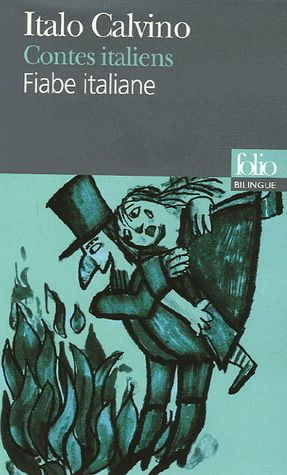 Italo Calvino
Contes italiens
Fiabe italiane
folio
BILINGUE